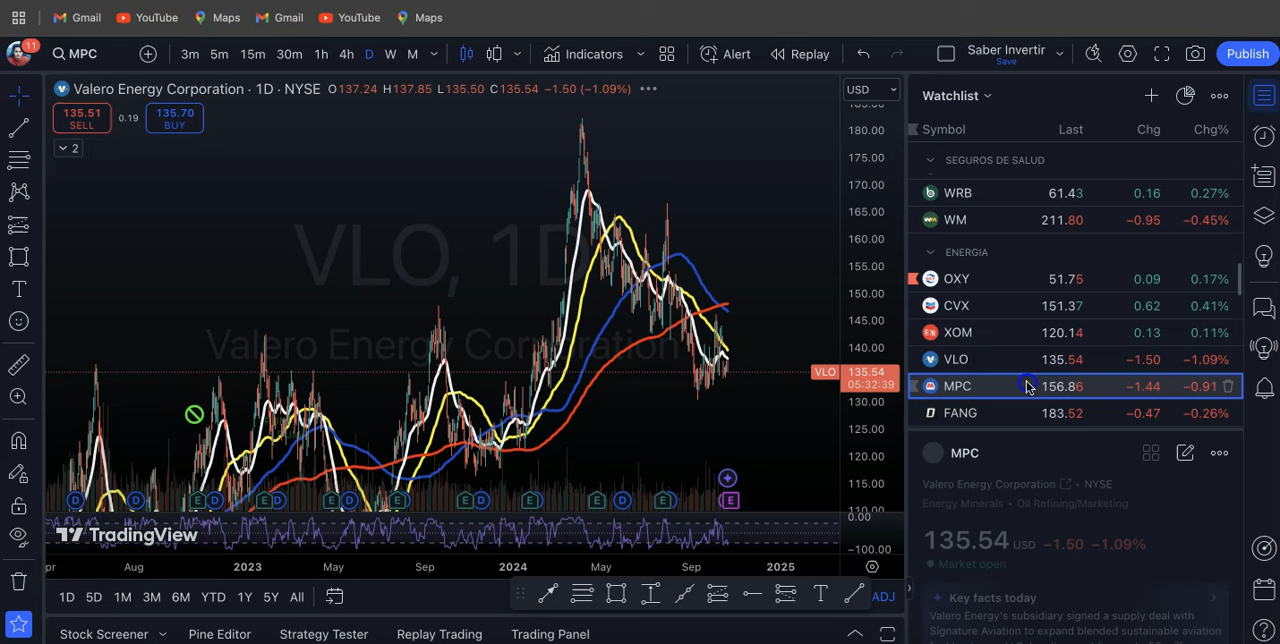 Gmail YouTube Maps Gmail YouTube Maps
11 MPC 3m 5m 15m 30m 1h 4h D W M Indicators Alert Replay Saber Invertir Save Publish
Valero Energy Corporation · 1D · NYSE O137.24 H137.85 L135.50 C135.54 −1.50 (−1.09%) USD
135.51 SELL 0.19 135.70 BUY
2
180.00
175.00
170.00
165.00
160.00
155.00
150.00
145.00
140.00
VLO 135.54
05:32:39
130.00
125.00
120.00
115.00
110.00
0.00
−100.00
VLO, 1D
Valero Energy Corporation
E
TradingView
Aug 2023 May Sep 2024 May Sep 2025
1D 5D 1M 3M 6M YTD 1Y 5Y All ADJ
Stock Screener Pine Editor Strategy Tester Replay Trading Trading Panel
Watchlist
Symbol Last Chg Chg%
SEGUROS DE SALUD
WRB 61.43 0.16 0.27%
WM 211.80 −0.95 −0.45%
ENERGIA
OXY 51.75 0.09 0.17%
CVX 151.37 0.62 0.41%
XOM 120.14 0.13 0.11%
VLO 135.54 −1.50 −1.09%
MPC 156.86 −1.44 −0.91
FANG 183.52 −0.47 −0.26%
MPC
Valero Energy Corporation • NYSE
Energy Minerals • Oil Refining/Marketing
135.54 USD −1.50 −1.09%
Market open
Key facts today
Valero Energy's subsidiary signed a supply deal with
Signature Aviation to expand blended sustainable aviation